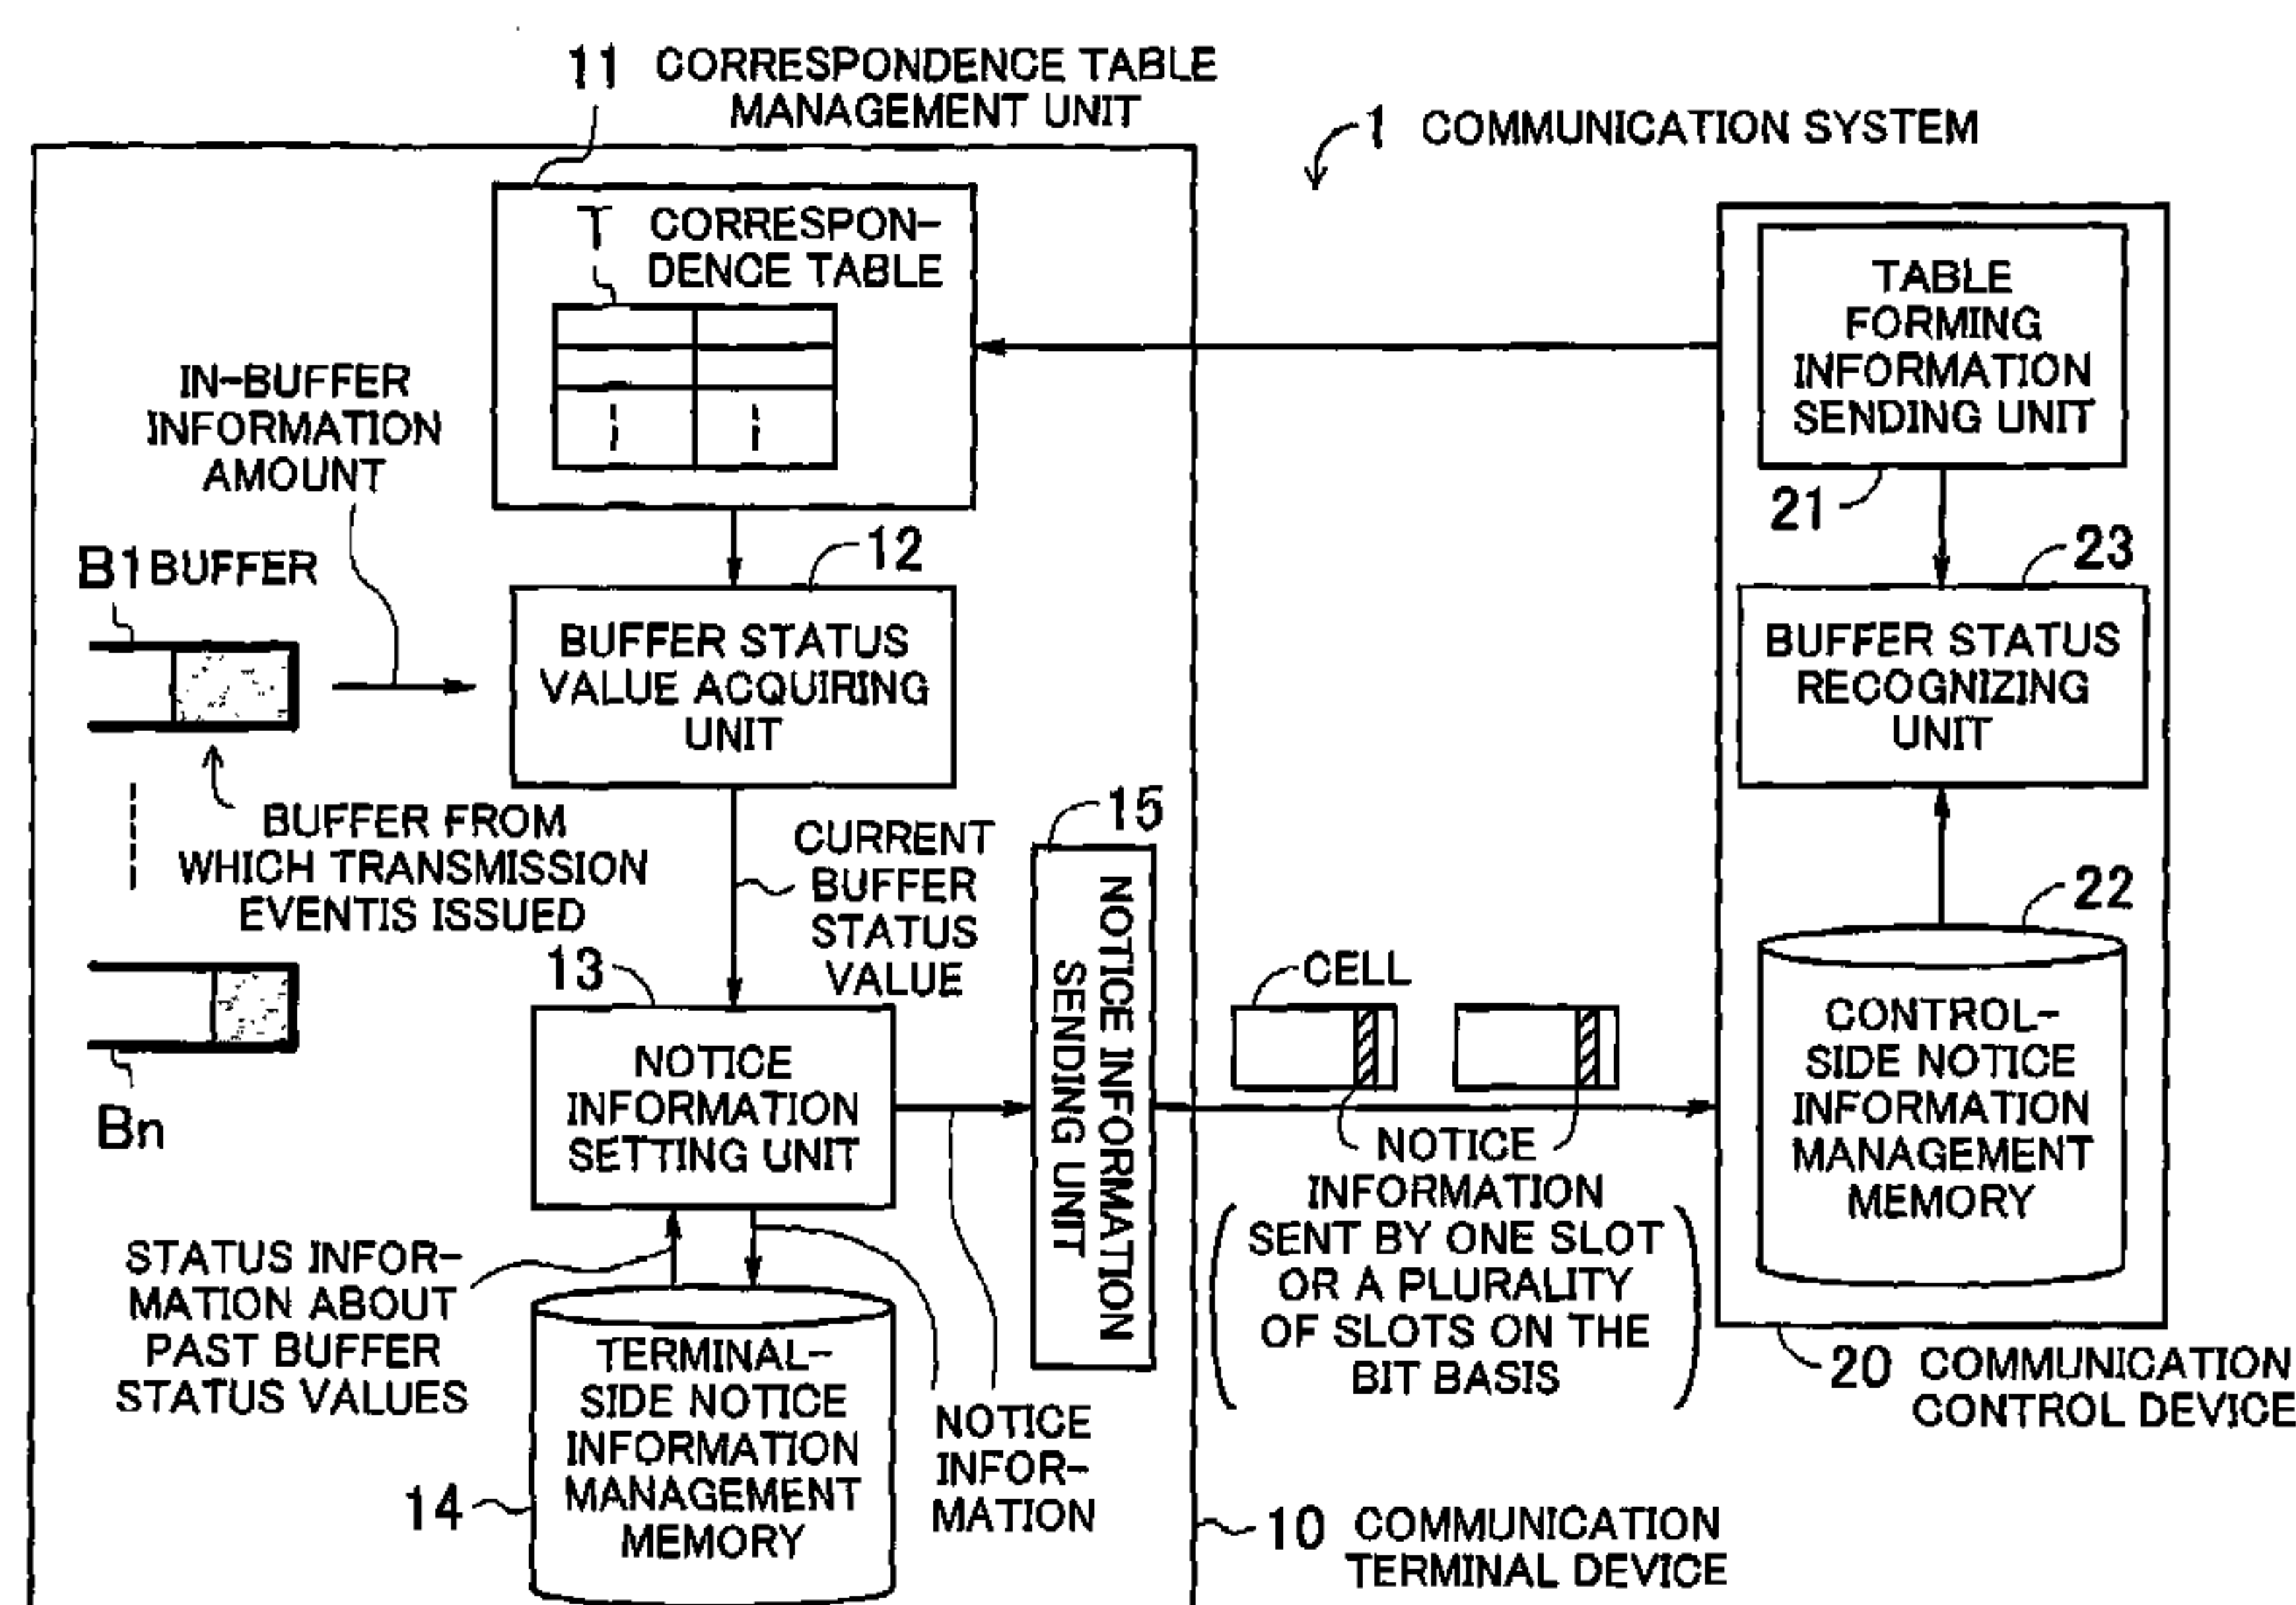 11 CORRESPONDENCE TABLE
MANAGEMENT UNIT
1 COMMUNICATION SYSTEM
T CORRESPON-
DENCE TABLE
TABLE
FORMING
INFORMATION
SENDING UNIT
21
IN-BUFFER
INFORMATION
AMOUNT
B1 BUFFER
12
BUFFER STATUS
VALUE ACQUIRING
UNIT
23
BUFFER STATUS
RECOGNIZING
UNIT
BUFFER FROM
WHICH TRANSMISSION
EVENTIS ISSUED
CURRENT
BUFFER
STATUS
VALUE
15
NOTICE INFORMATION
SENDING UNIT
22
CONTROL-
SIDE NOTICE
INFORMATION
MANAGEMENT
MEMORY
Bn
13
NOTICE
INFORMATION
SETTING UNIT
CELL
NOTICE
INFORMATION
SENT BY ONE SLOT
OR A PLURALITY
OF SLOTS ON THE
BIT BASIS
STATUS INFOR-
MATION ABOUT
PAST BUFFER
STATUS VALUES
14
TERMINAL-
SIDE NOTICE
INFORMATION
MANAGEMENT
MEMORY
NOTICE
INFOR-
MATION
20 COMMUNICATION
CONTROL DEVICE
10 COMMUNICATION
TERMINAL DEVICE